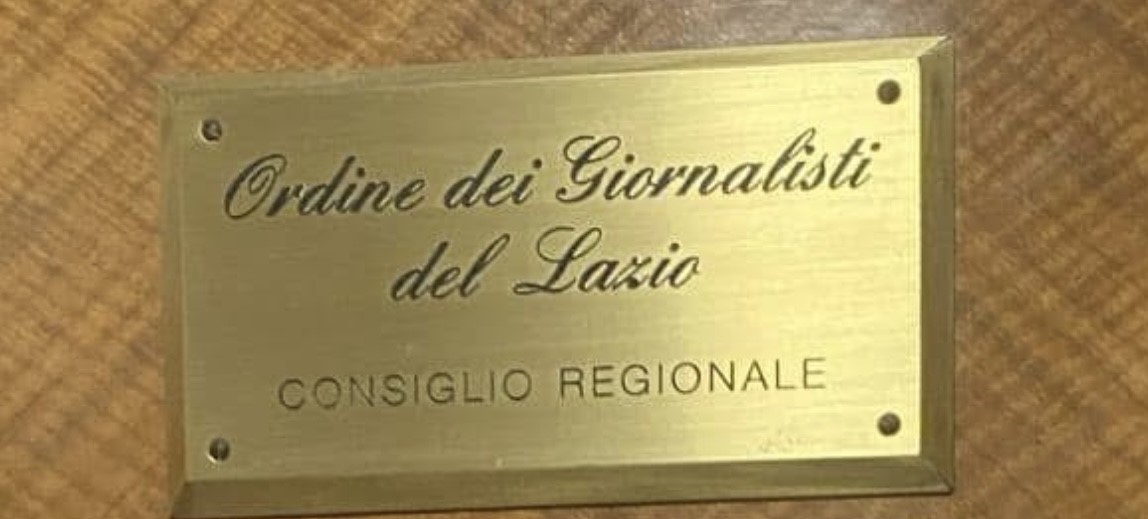 Ordine dei Giornalisti
del Lazio
CONSIGLIO REGIONALE